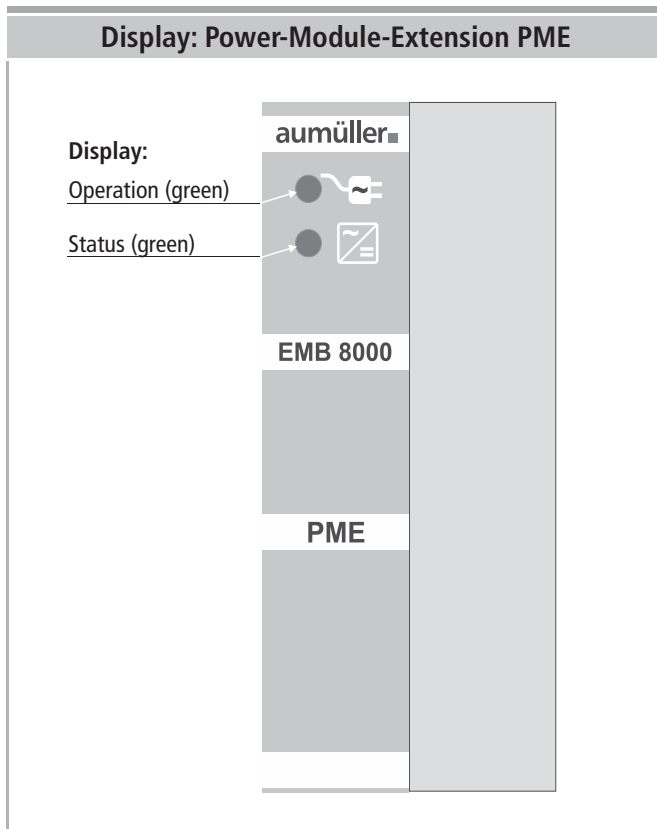 Display: Power-Module-Extension PME
aumüller
Display:
Operation (green)
Status (green)
EMB 8000
PME